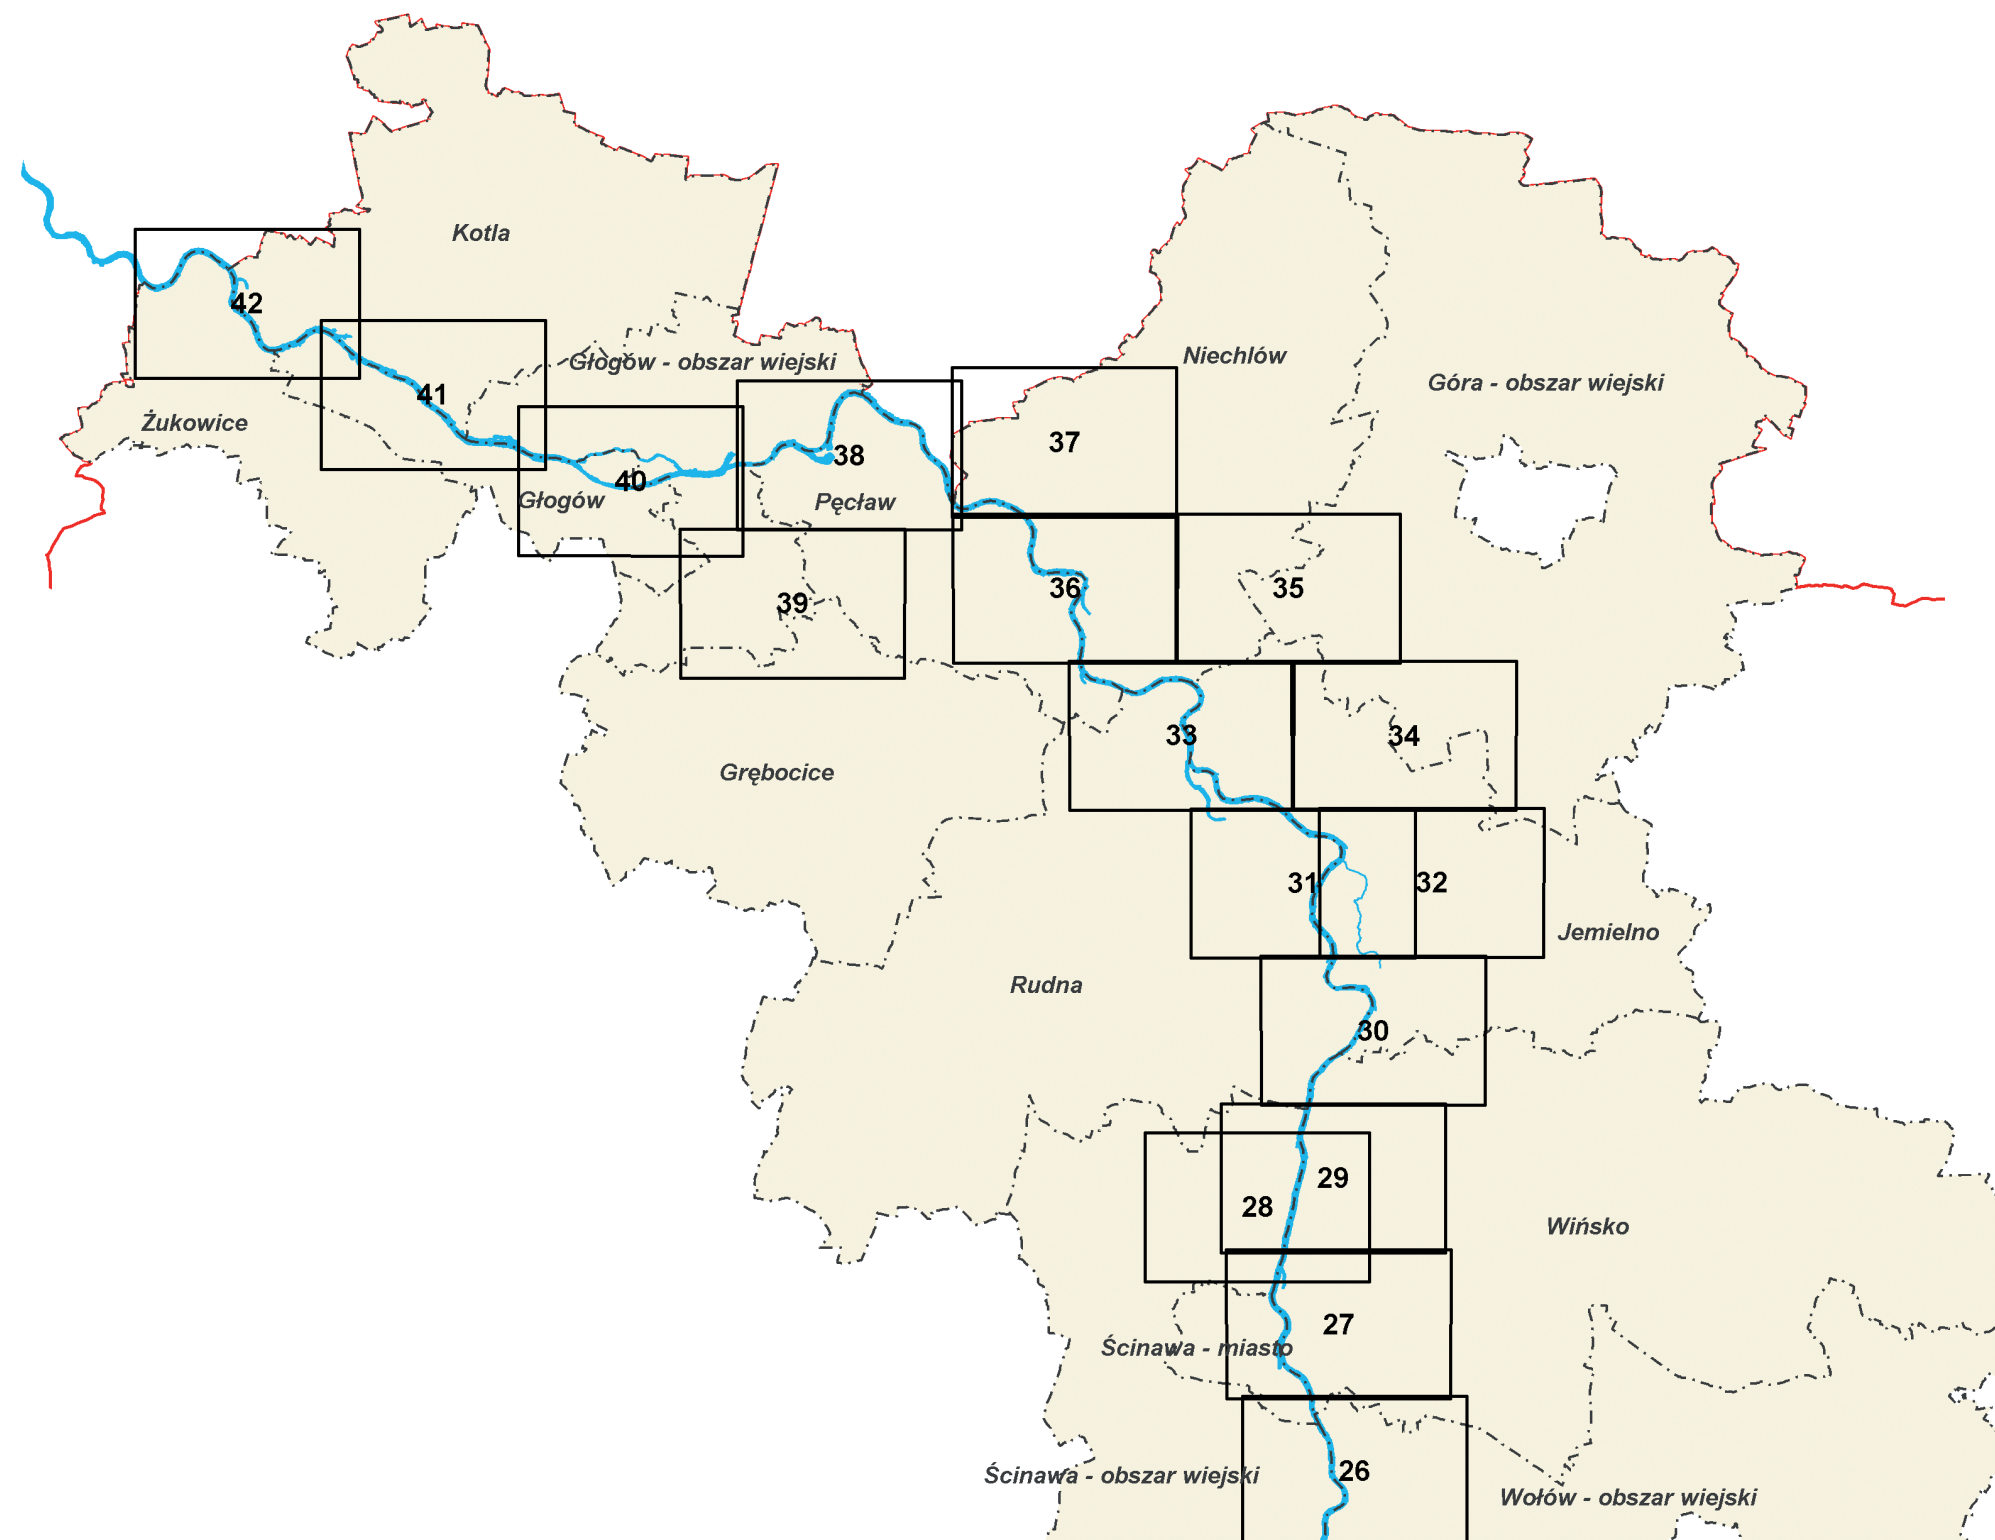 Kotla
42
Niechlów
Głogów - obszar wiejski
Góra - obszar wiejski
41
Żukowice
37
38
40
Głogów
Pęcław
36
35
39
33
34
Grębocice
31
32
Jemielno
Rudna
30
29
28
Wińsko
27
Ścinawa - miasto
26
Ścinawa - obszar wiejski
Wołów - obszar wiejski